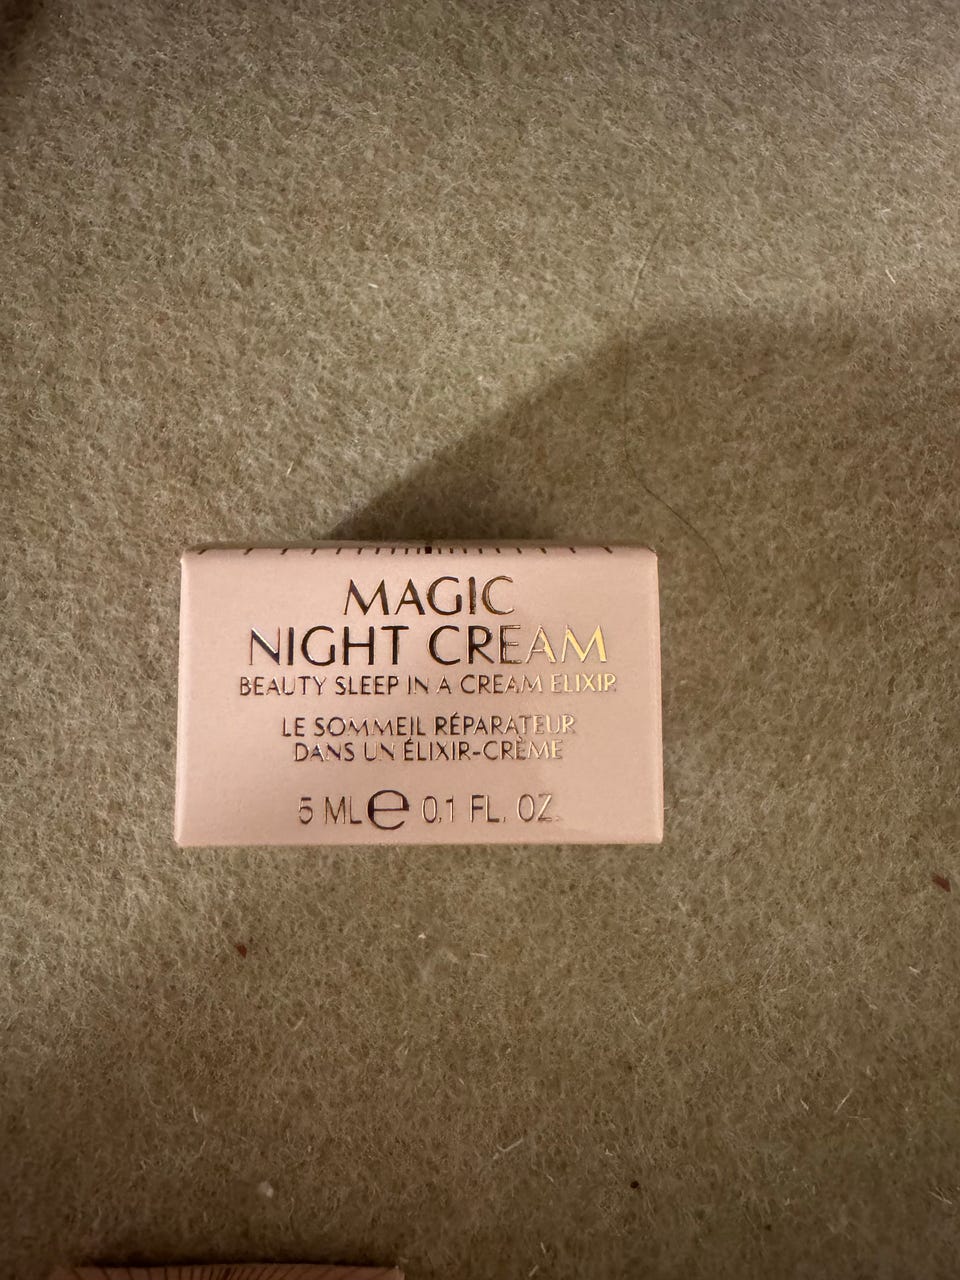 MAGIC
NIGHT CREAM
BEAUTY SLEEP IN A CREAM ELIXIR
LE SOMMEIL RÉPARATEUR
DANS UN ÉLIXIR-CRÈME
5 ML e 0.1 FL. OZ.